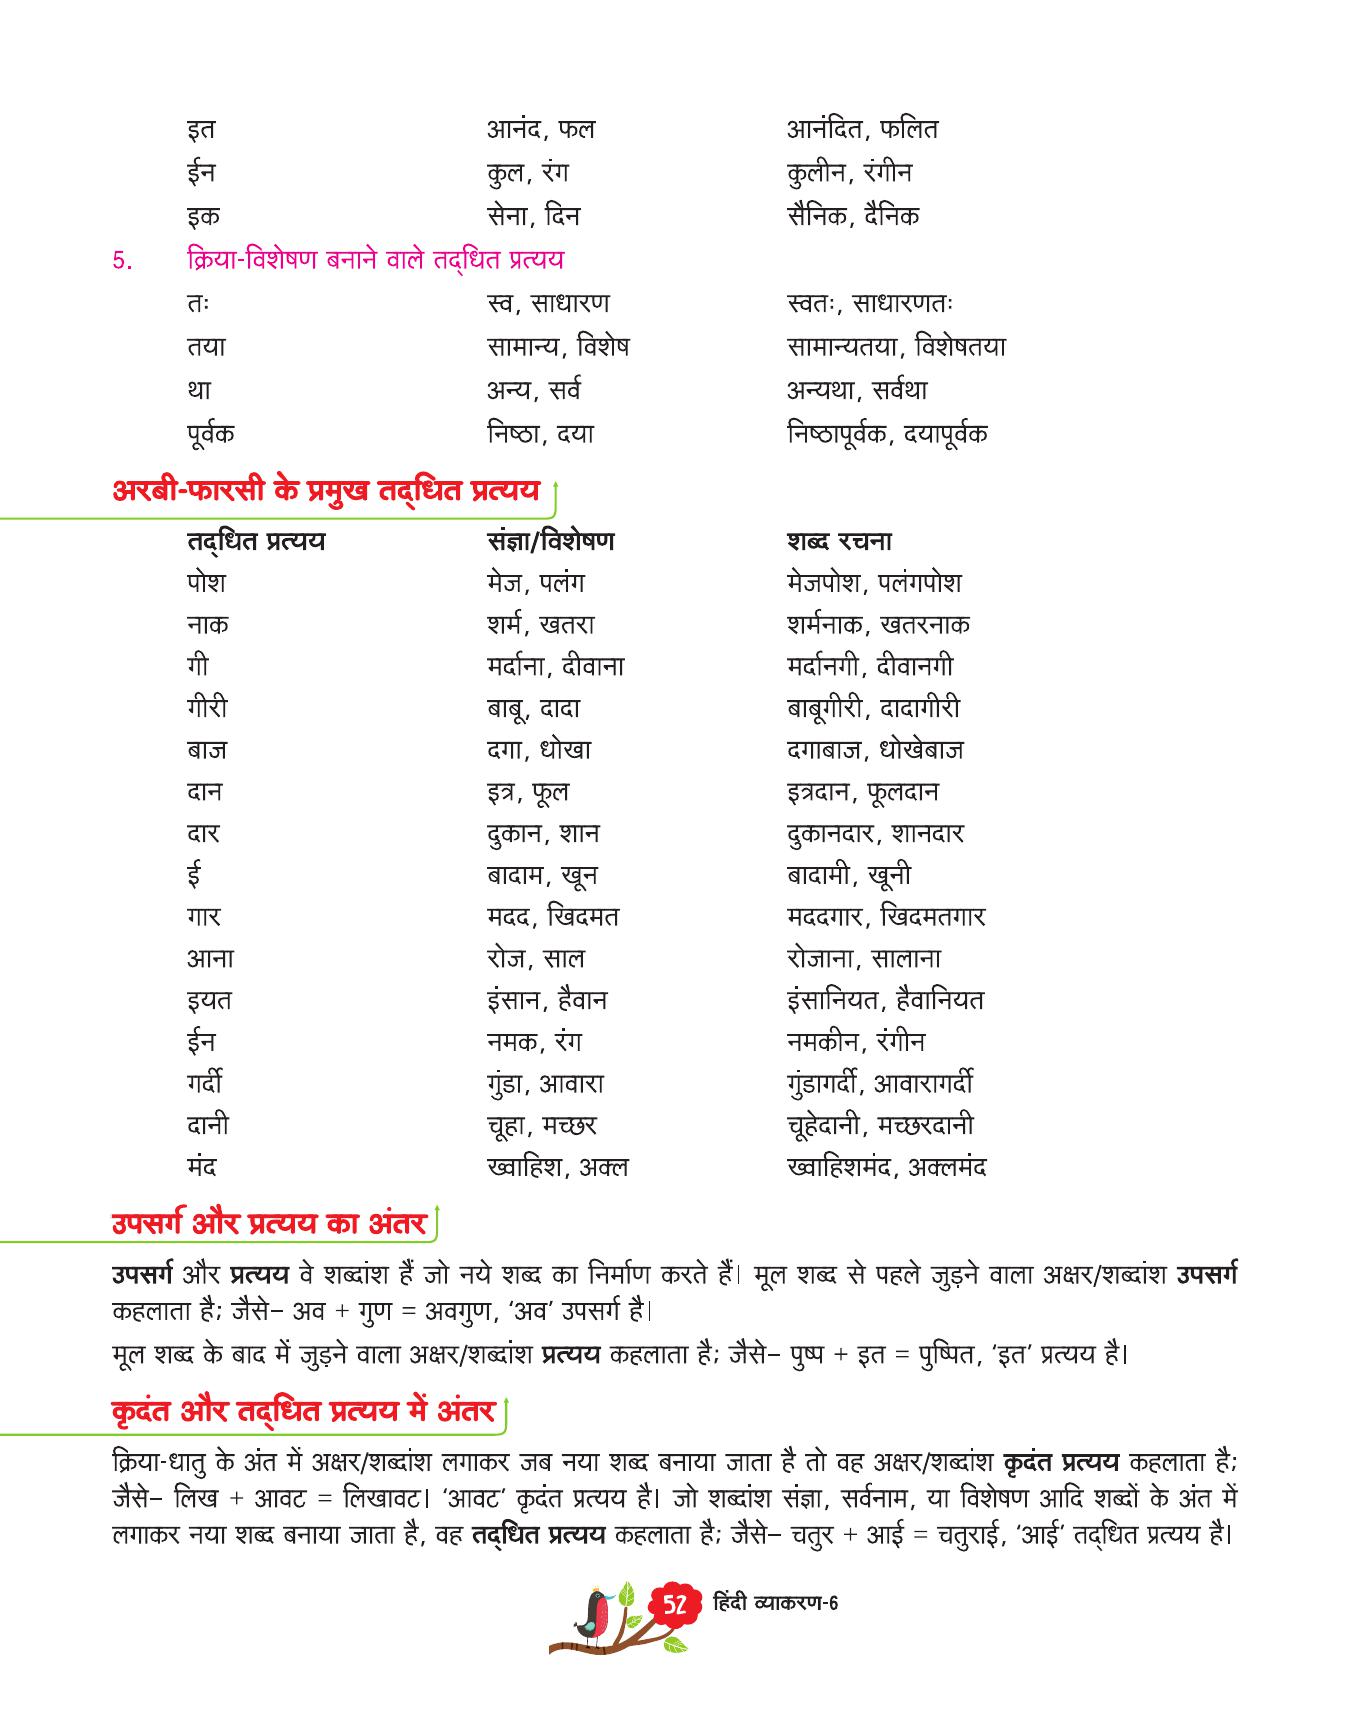 इत आनंद, फल आनंदित, फलित
ईन कुल, रंग कुलीन, रंगीन
इक सेना, दिन सैनिक, दैनिक
5. क्रिया-विशेषण बनाने वाले तद्‌धित प्रत्यय
तः स्व, साधारण स्वतः, साधारणतः
तया सामान्य, विशेष सामान्यतया, विशेषतया
था अन्य, सर्व अन्यथा, सर्वथा
पूर्वक निष्ठा, दया निष्ठापूर्वक, दयापूर्वक
अरबी-फारसी के प्रमुख तद्‌धित प्रत्यय
तद्‌धित प्रत्यय संज्ञा/विशेषण शब्द रचना
पोश मेज, पलंग मेजपोश, पलंगपोश
नाक शर्म, खतरा शर्मनाक, खतरनाक
गी मर्दाना, दीवाना मर्दानगी, दीवानगी
गीरी बाबू, दादा बाबूगीरी, दादागीरी
बाज दगा, धोखा दगाबाज, धोखेबाज
दान इत्र, फूल इत्रदान, फूलदान
दार दुकान, शान दुकानदार, शानदार
ई बादाम, खून बादामी, खूनी
गार मदद, खिदमत मददगार, खिदमतगार
आना रोज, साल रोजाना, सालाना
इयत इंसान, हैवान इंसानियत, हैवानियत
ईन नमक, रंग नमकीन, रंगीन
गर्दी गुंडा, आवारा गुंडागर्दी, आवारागर्दी
दानी चूहा, मच्छर चूहेदानी, मच्छरदानी
मंद ख्वाहिश, अक्ल ख्वाहिशमंद, अक्लमंद
उपसर्ग और प्रत्यय का अंतर
उपसर्ग और प्रत्यय वे शब्दांश हैं जो नये शब्द का निर्माण करते हैं। मूल शब्द से पहले जुड़ने वाला अक्षर/शब्दांश उपसर्ग
कहलाता है; जैसे– अव + गुण = अवगुण, ‘अव’ उपसर्ग है।
मूल शब्द के बाद में जुड़ने वाला अक्षर/शब्दांश प्रत्यय कहलाता है; जैसे– पुष्प + इत = पुष्पित, ‘इत’ प्रत्यय है।
कृदंत और तद्‌धित प्रत्यय में अंतर
क्रिया-धातु के अंत में अक्षर/शब्दांश लगाकर जब नया शब्द बनाया जाता है तो वह अक्षर/शब्दांश कृदंत प्रत्यय कहलाता है;
जैसे– लिख + आवट = लिखावट। ‘आवट’ कृदंत प्रत्यय है। जो शब्दांश संज्ञा, सर्वनाम, या विशेषण आदि शब्दों के अंत में
लगाकर नया शब्द बनाया जाता है, वह तद्‌धित प्रत्यय कहलाता है; जैसे– चतुर + आई = चतुराई, ‘आई’ तद्‌धित प्रत्यय है।
52 हिंदी व्याकरण-6